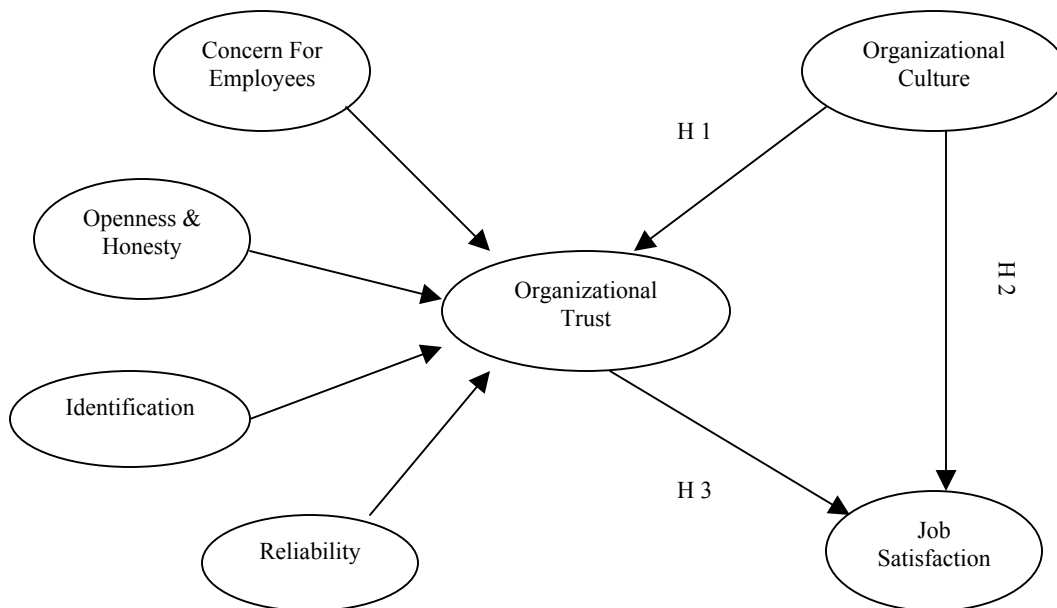 Concern For
Employees
Organizational
Culture
H 1
Openness &
Honesty
Organizational
Trust
H 2
Identification
H 3
Reliability
Job
Satisfaction